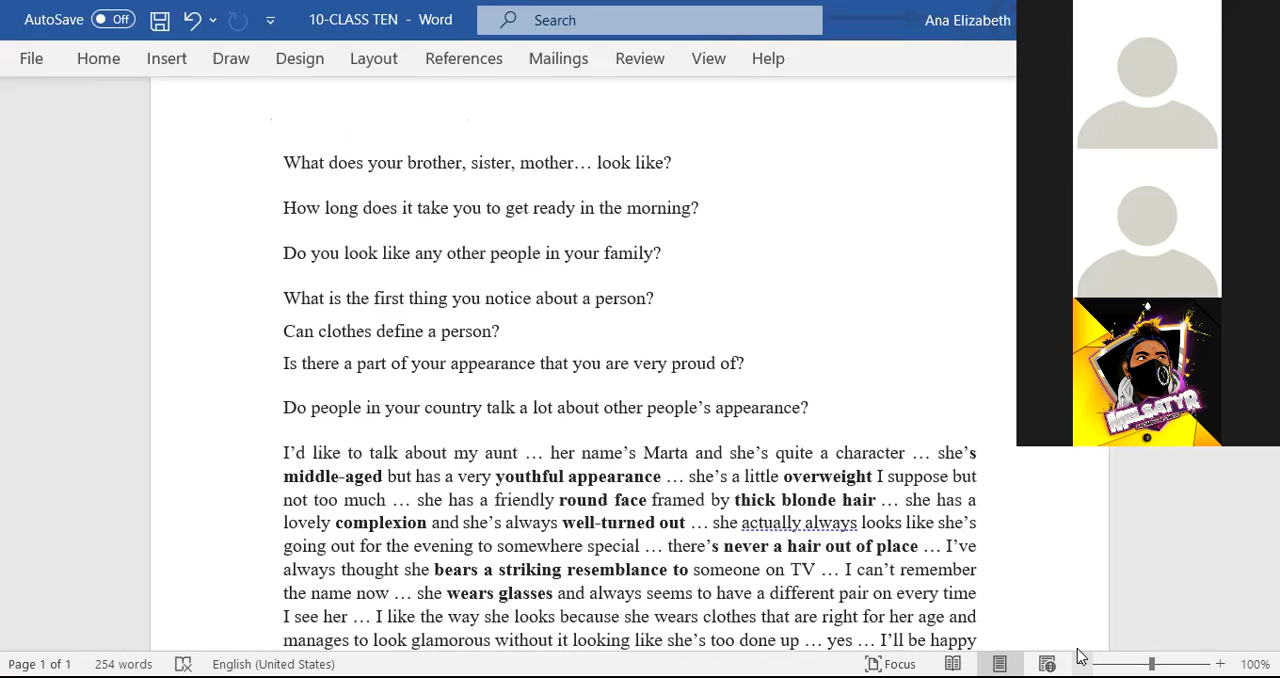 AutoSave Off 10-CLASS TEN - Word Search Ana Elizabeth
File Home Insert Draw Design Layout References Mailings Review View Help
What does your brother, sister, mother… look like?
How long does it take you to get ready in the morning?
Do you look like any other people in your family?
What is the first thing you notice about a person?
Can clothes define a person?
Is there a part of your appearance that you are very proud of?
Do people in your country talk a lot about other people’s appearance?
I’d like to talk about my aunt … her name’s Marta and she’s quite a character … she’s
middle-aged but has a very youthful appearance … she’s a little overweight I suppose but
not too much … she has a friendly round face framed by thick blonde hair … she has a
lovely complexion and she’s always well-turned out … she actually always looks like she’s
going out for the evening to somewhere special … there’s never a hair out of place … I’ve
always thought she bears a striking resemblance to someone on TV … I can’t remember
the name now … she wears glasses and always seems to have a different pair on every time
I see her … I like the way she looks because she wears clothes that are right for her age and
manages to look glamorous without it looking like she’s too done up … yes … I’ll be happy
Page 1 of 1 254 words English (United States) Focus 100%